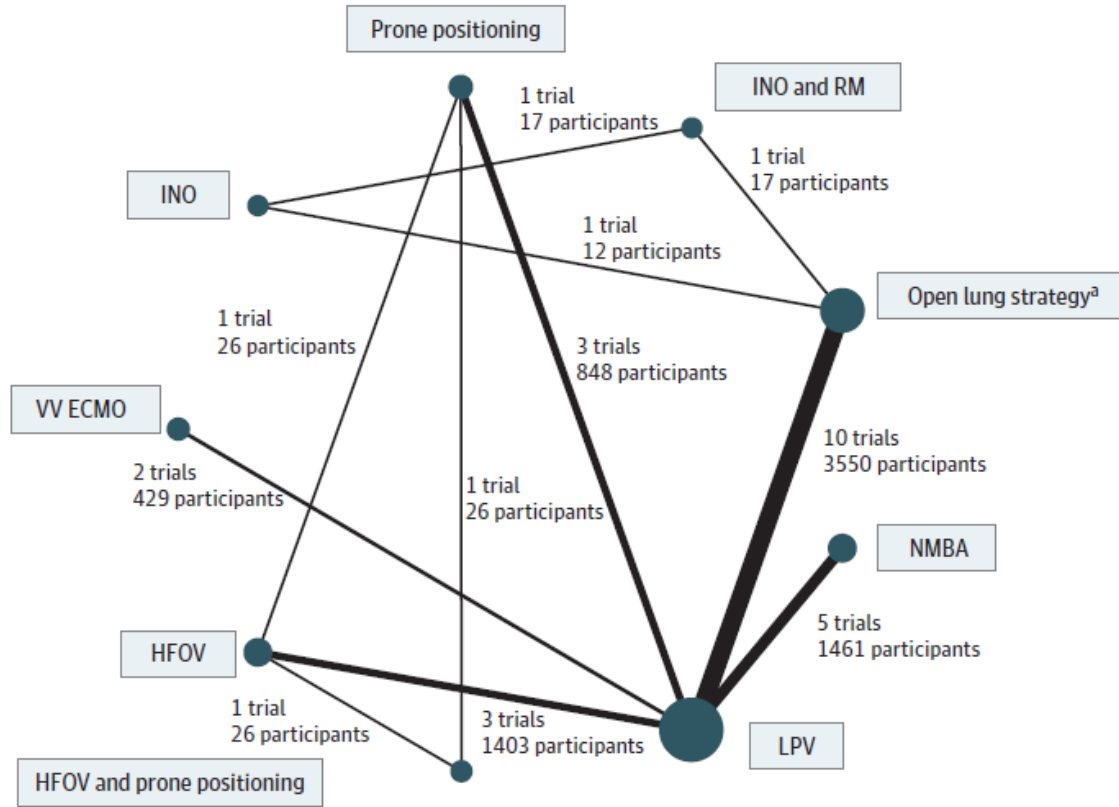 Prone positioning
1 trial
17 participants
INO and RM
1 trial
17 participants
INO
1 trial
12 participants
Open lung strategyª
1 trial
26 participants
3 trials
848 participants
VV ECMO
2 trials
429 participants
10 trials
3550 participants
1 trial
26 participants
NMBA
5 trials
1461 participants
HFOV
1 trial
26 participants
3 trials
1403 participants
LPV
HFOV and prone positioning